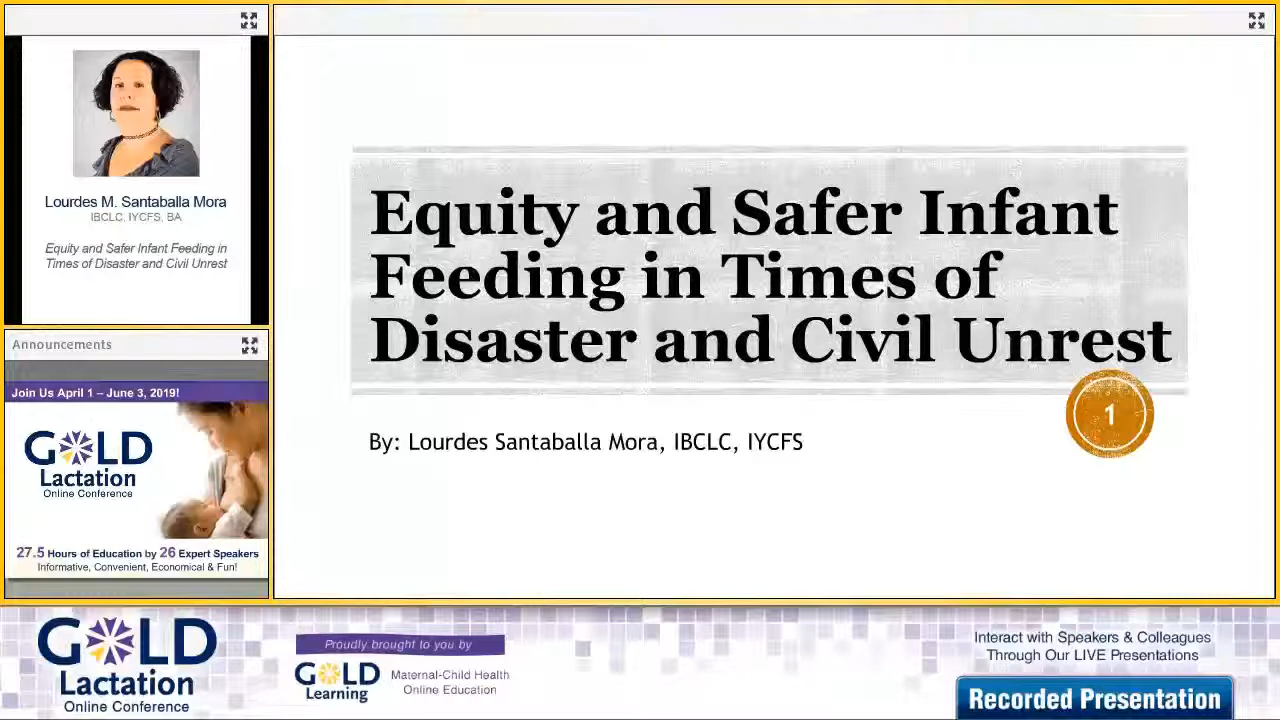 Lourdes M. Santaballa Mora
IBCLC, IYCFS, BA
Equity and Safer Infant Feeding in
Times of Disaster and Civil Unrest
Announcements
Join Us April 1 – June 3, 2019!
GOLD
Lactation
Online Conference
27.5 Hours of Education by 26 Expert Speakers
Informative, Convenient, Economical & Fun!
Equity and Safer Infant
Feeding in Times of
Disaster and Civil Unrest
1
By: Lourdes Santaballa Mora, IBCLC, IYCFS
GOLD
Lactation
Online Conference
Proudly brought to you by
GOLD
Learning
Maternal-Child Health
Online Education
Interact with Speakers & Colleagues
Through Our LIVE Presentations
Recorded Presentation